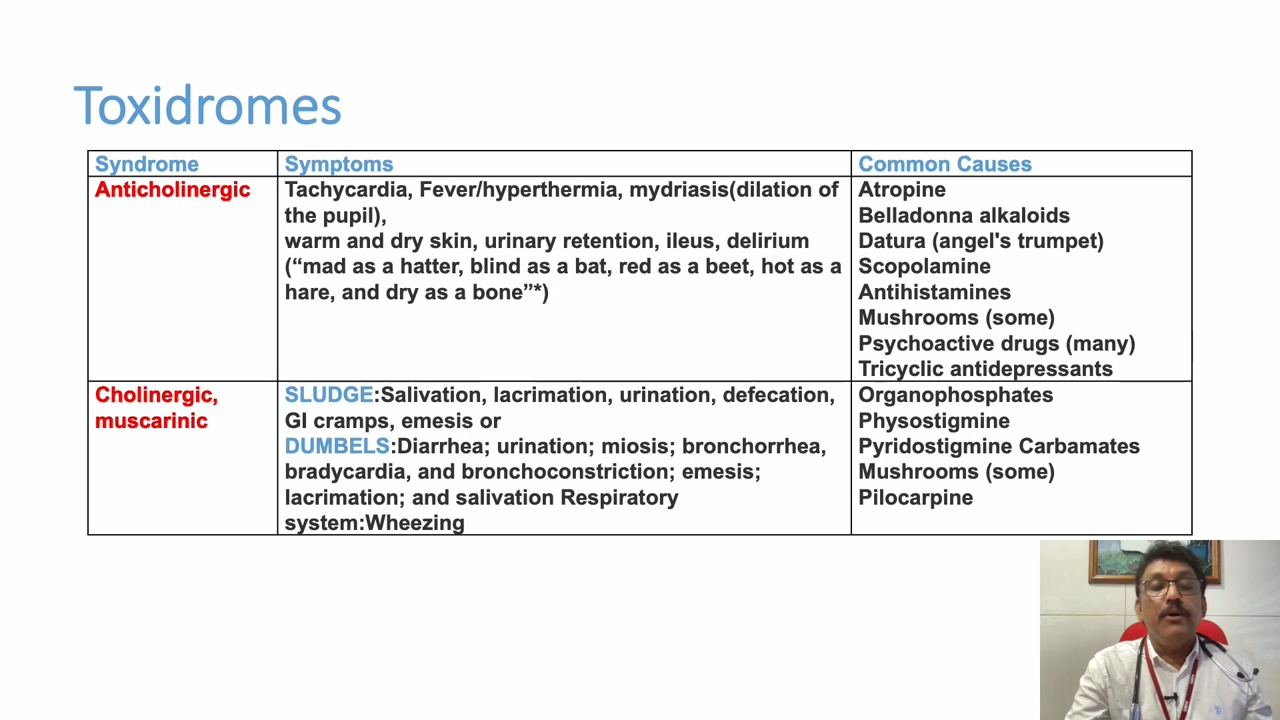 Toxidromes
Syndrome
Symptoms
Common Causes
Anticholinergic
Tachycardia, Fever/hyperthermia, mydriasis(dilation of
the pupil),
warm and dry skin, urinary retention, ileus, delirium
(“mad as a hatter, blind as a bat, red as a beet, hot as a
hare, and dry as a bone”*)
Atropine
Belladonna alkaloids
Datura (angel's trumpet)
Scopolamine
Antihistamines
Mushrooms (some)
Psychoactive drugs (many)
Tricyclic antidepressants
Cholinergic,
muscarinic
SLUDGE:Salivation, lacrimation, urination, defecation,
GI cramps, emesis or
DUMBELS:Diarrhea; urination; miosis; bronchorrhea,
bradycardia, and bronchoconstriction; emesis;
lacrimation; and salivation Respiratory
system:Wheezing
Organophosphates
Physostigmine
Pyridostigmine Carbamates
Mushrooms (some)
Pilocarpine